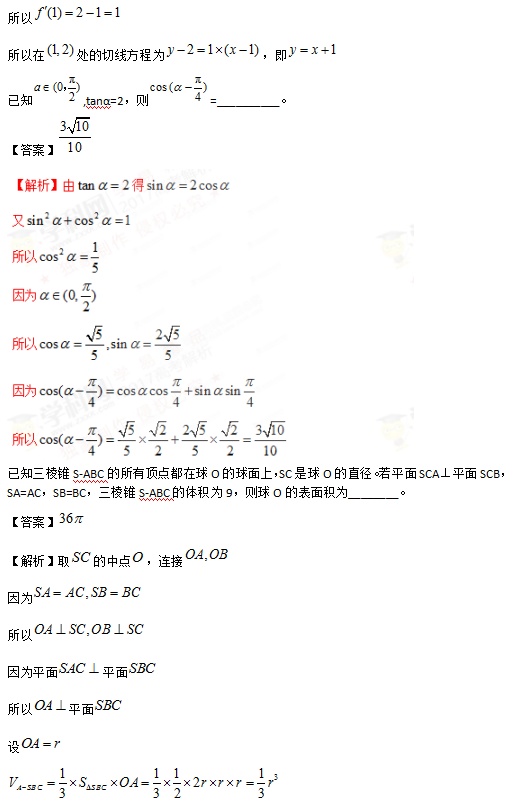 所以 f′(1)=2−1=1
所以在 (1,2) 处的切线方程为 y−2=1×(x−1)，即 y=x+1
已知 a∈(0，π/2) ,tanα=2，则 cos(α−π/4) =__________。
【答案】 3√10/10
【解析】由 tan α=2 得 sin α=2cos α
又 sin²α+cos²α=1
所以 cos²α=1/5
因为 α∈(0,π/2)
所以 cos α=√5/5,sin α=2√5/5
因为 cos(α−π/4)=cos α cos π/4+sin α sin π/4
所以 cos(α−π/4)=√5/5×√2/2+2√5/5×√2/2=3√10/10
已知三棱锥 S-ABC 的所有顶点都在球 O 的球面上，SC 是球 O 的直径。若平面 SCA⊥平面 SCB，
SA=AC，SB=BC，三棱锥 S-ABC 的体积为 9，则球 O 的表面积为________。
【答案】36π
【解析】取 SC 的中点 O，连接 OA,OB
因为 SA=AC,SB=BC
所以 OA⊥SC,OB⊥SC
因为平面 SAC⊥平面 SBC
所以 OA⊥平面 SBC
设 OA=r
V_{A−SBC}=1/3×S_{ΔSBC}×OA=1/3×1/2×2r×r×r=1/3r³